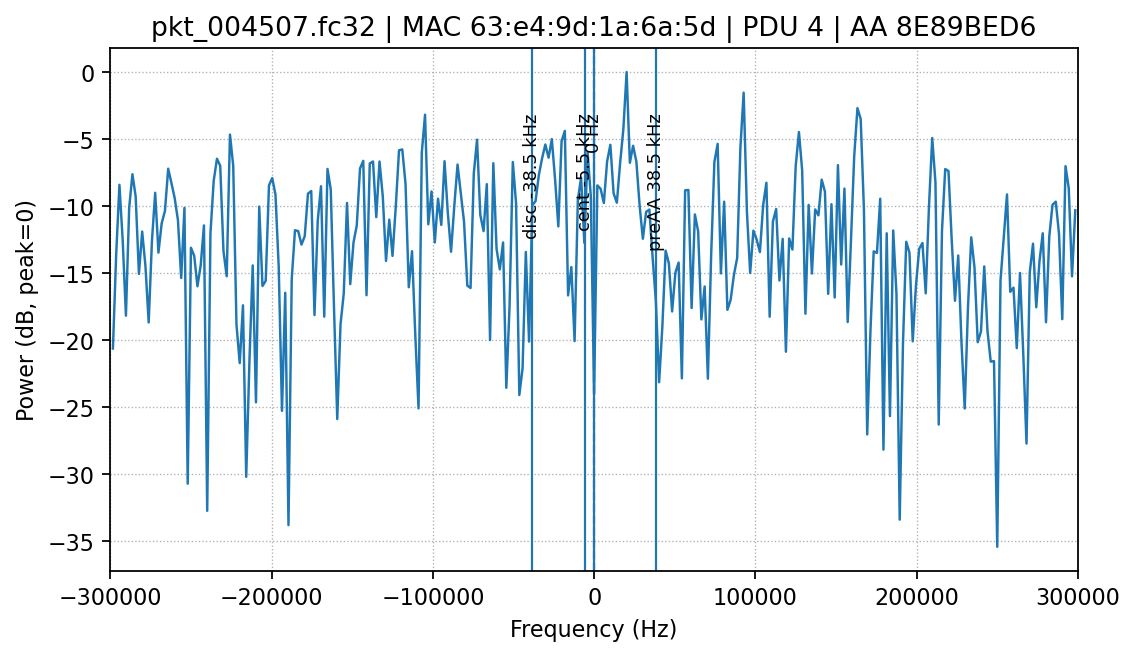 pkt_004507.fc32 | MAC 63:e4:9d:1a:6a:5d | PDU 4 | AA 8E89BED6
Power (dB, peak=0)
0
−5
−10
−15
−20
−25
−30
−35
disc -38.5 kHz
cent -5.5 kHz
0 Hz
preAA 38.5 kHz
−300000
−200000
−100000
0
100000
200000
300000
Frequency (Hz)